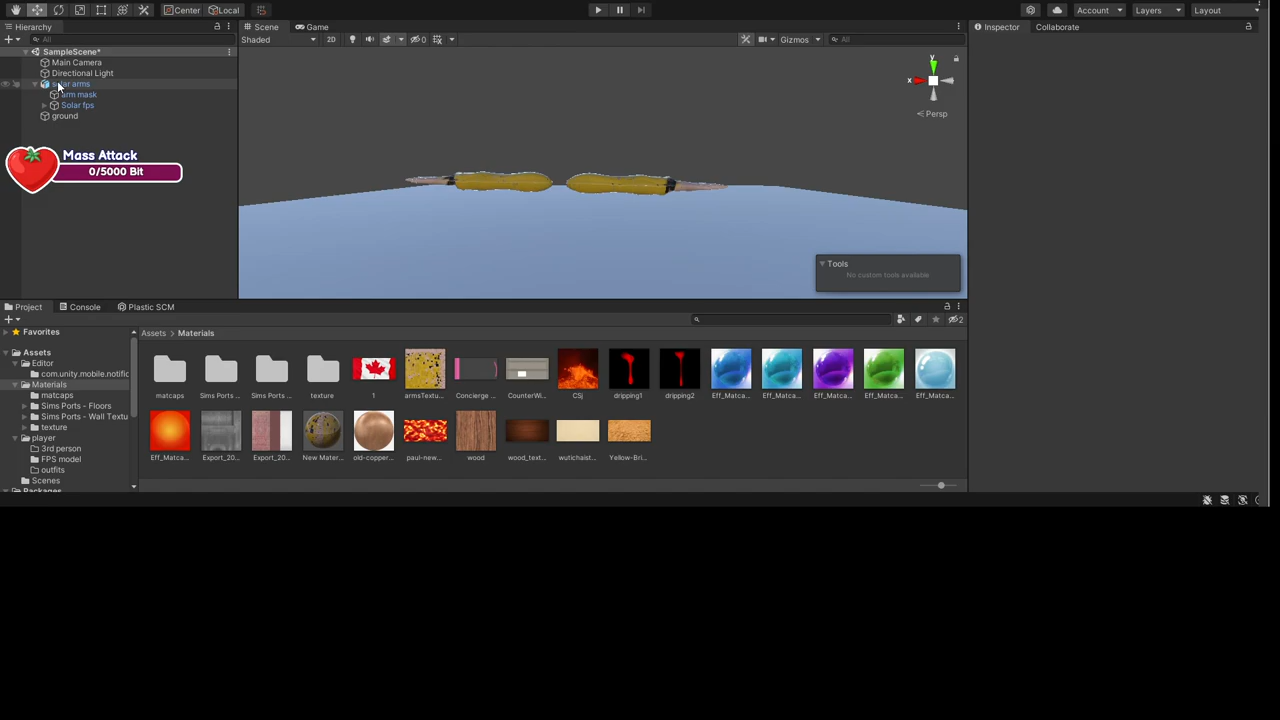 Center Local Account Layers Layout
Hierarchy Scene Game Inspector Collaborate
All Shaded 2D 0 Gizmos All
SampleScene*
Main Camera
Directional Light
solar arms
arm mask
Solar fps
ground
y
x
Persp
Mass Attack
0/5000 Bit
Tools
No custom tools available
Project Console Plastic SCM
2
Favorites
Assets > Materials
Assets
Editor
com.unity.mobile.notific
Materials
matcaps
Sims Ports - Floors
Sims Ports - Wall Textu
texture
player
3rd person
FPS model
outfits
Scenes
Packages
matcaps Sims Ports ... Sims Ports ... texture 1 armsTextu... Concierge ... CounterWi... CSj dripping1 dripping2 Eff_Matca... Eff_Matca... Eff_Matca... Eff_Matca... Eff_Matca...
Eff_Matca... Export_20... Export_20... New Mater... old-copper... paul-new... wood wood_text... wutichaist... Yellow-Bri...